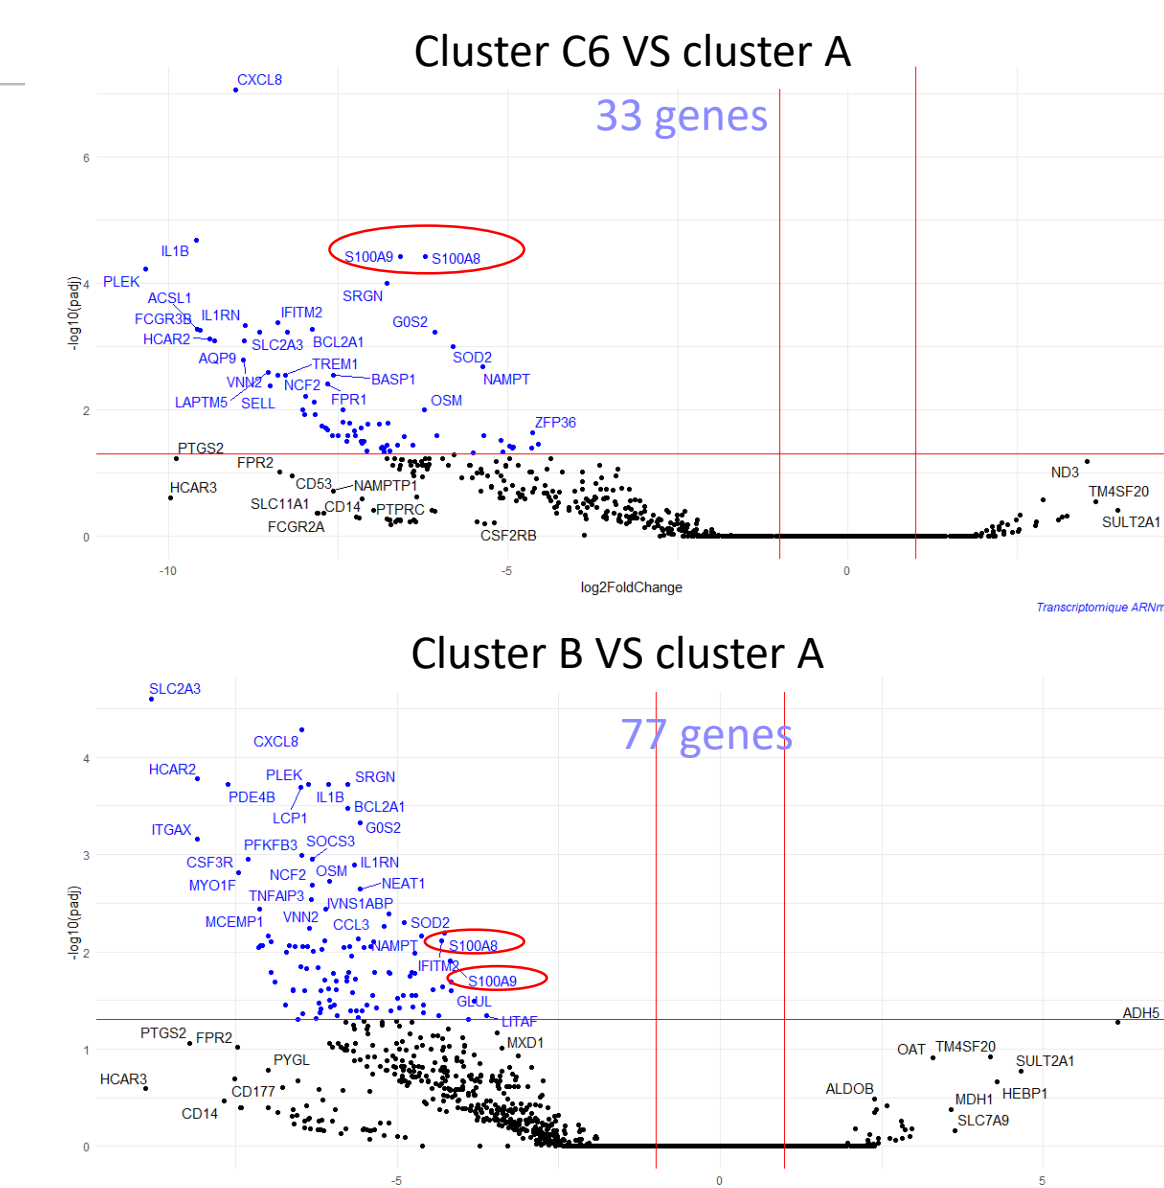 Cluster C6 VS cluster A
CXCL8
33 genes
6
IL1B
S100A9
S100A8
PLEK
4
SRGN
ACSL1
FCGR3B
IL1RN
IFITM2
G0S2
HCAR2
SLC2A3
BCL2A1
AQP9
TREM1
SOD2
VNN2
NCF2
BASP1
NAMPT
LAPTM5
SELL
FPR1
OSM
2
ZFP36
PTGS2
FPR2
CD53
NAMPTP1
ND3
HCAR3
SLC11A1
CD14
PTPRC
TM4SF20
FCGR2A
CSF2RB
SULT2A1
0
-log10(padj)
-10
-5
0
log2FoldChange
Transcriptomique ARNm
Cluster B VS cluster A
SLC2A3
77 genes
CXCL8
4
HCAR2
PLEK
SRGN
PDE4B
IL1B
LCP1
BCL2A1
ITGAX
G0S2
PFKFB3
SOCS3
3
CSF3R
IL1RN
MYO1F
NCF2
OSM
NEAT1
TNFAIP3
IVNS1ABP
MCEMP1
VNN2
CCL3
SOD2
NAMPT
S100A8
2
IFITM2
S100A9
GLUL
LITAF
ADH5
PTGS2
FPR2
MXD1
1
PYGL
OAT
TM4SF20
SULT2A1
HCAR3
CD177
ALDOB
HEBP1
CD14
MDH1
SLC7A9
0
-log10(padj)
-5
0
5